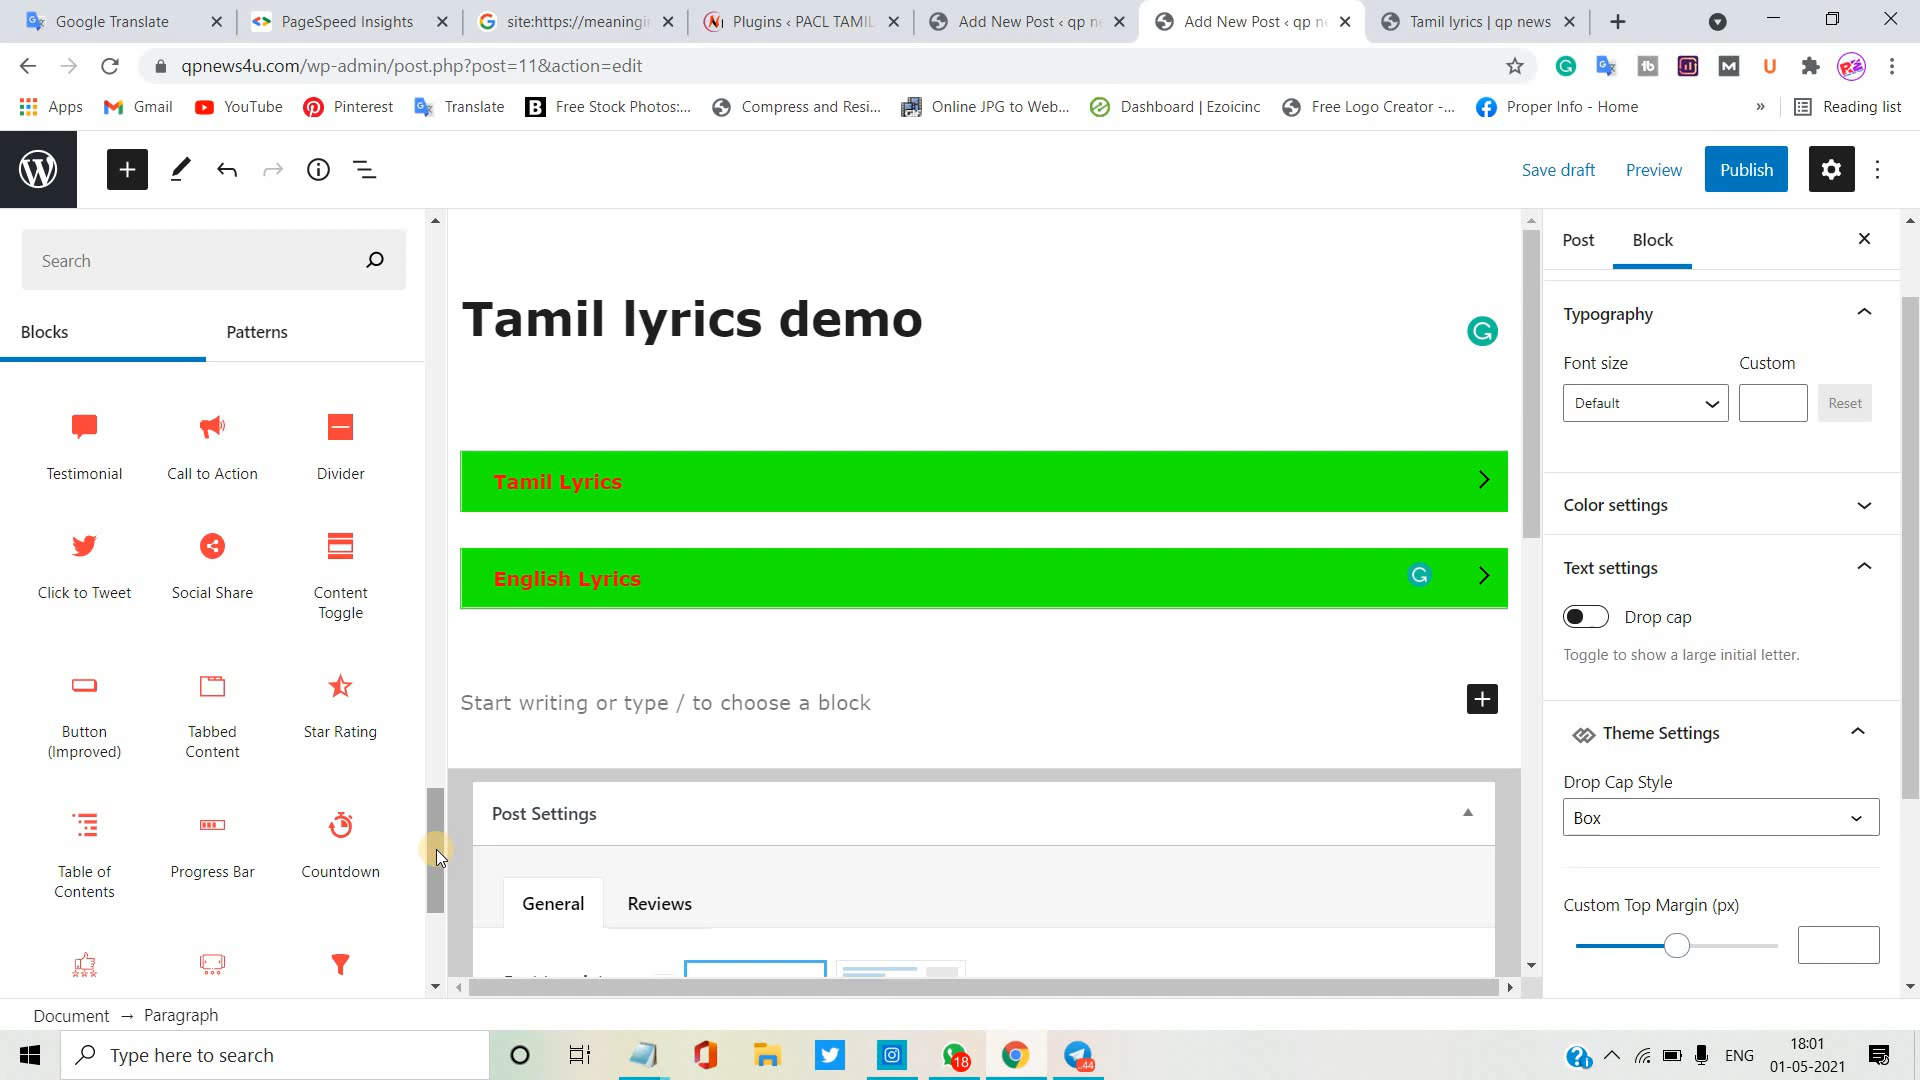 Google Translate
PageSpeed Insights
site:https://meaningir
Plugins ‹ PACL TAMIL
Add New Post ‹ qp ne
Add New Post ‹ qp ne
Tamil lyrics | qp news
qpnews4u.com/wp-admin/post.php?post=11&action=edit
Apps
Gmail
YouTube
Pinterest
Translate
Free Stock Photos:...
Compress and Resi...
Online JPG to Web...
Dashboard | Ezoicinc
Free Logo Creator -...
Proper Info - Home
»
Reading list
Save draft
Preview
Publish
Search
Blocks
Patterns
Testimonial
Call to Action
Divider
Click to Tweet
Social Share
Content
Toggle
Button
(Improved)
Tabbed
Content
Star Rating
Table of
Contents
Progress Bar
Countdown
Tamil lyrics demo
Tamil Lyrics
English Lyrics
Start writing or type / to choose a block
Post Settings
General
Reviews
Post
Block
Typography
Font size
Custom
Default
Reset
Color settings
Text settings
Drop cap
Toggle to show a large initial letter.
Theme Settings
Drop Cap Style
Box
Custom Top Margin (px)
Document → Paragraph
Type here to search
18
44
ENG
18:01
01-05-2021